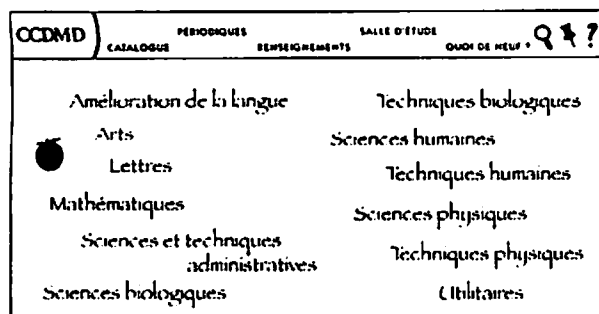 CCDMD
CATALOGUE
PÉRIODIQUES
RENSEIGNEMENTS
SALLE D'ÉTUDE
QUOI DE NEUF ?
?
Amélioration de la langue
Arts
Lettres
Mathématiques
Sciences et techniques
administratives
Sciences biologiques
Techniques biologiques
Sciences humaines
Techniques humaines
Sciences physiques
Techniques physiques
Utilitaires